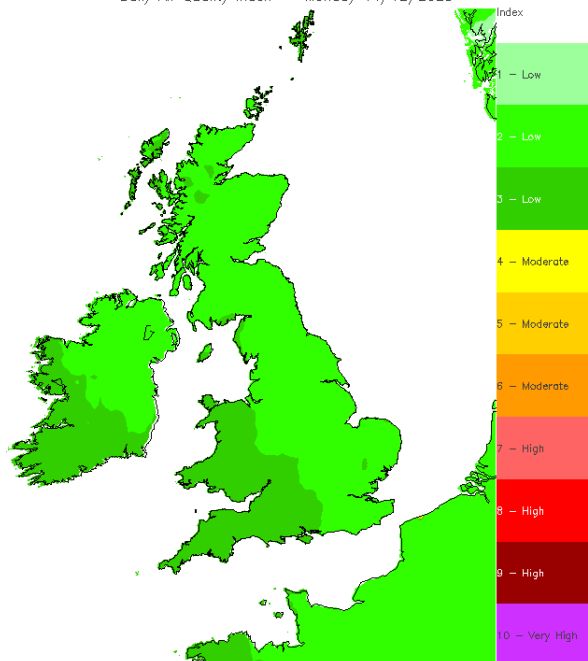 Index
1 - Low
2 - Low
3 - Low
4 - Moderate
5 - Moderate
6 - Moderate
7 - High
8 - High
9 - High
10 - Very High